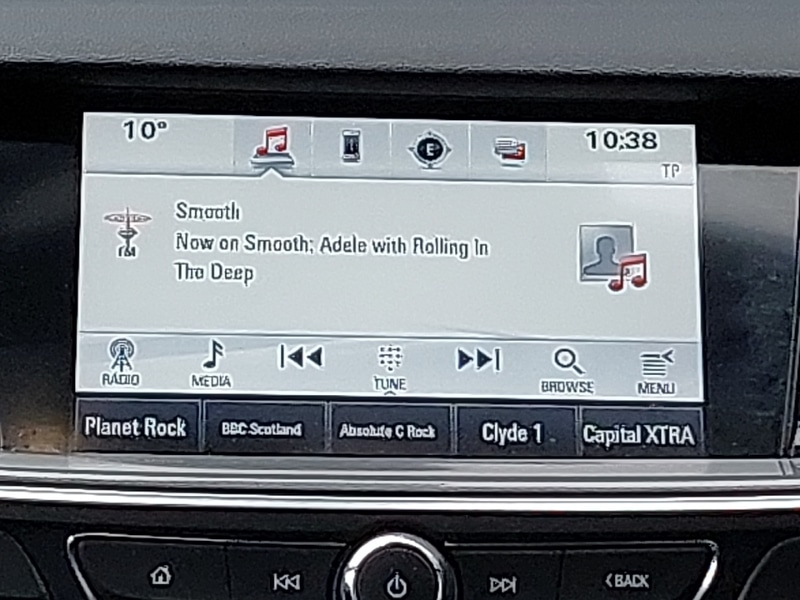 10°
E
10:38
TP
Smooth
Now on Smooth; Adele with Rolling In
The Deep
RADIO
MEDIA
TUNE
BROWSE
MENU
Planet Rock
BBC Scotland
Absolute C Rock
Clyde 1
Capital XTRA
BACK